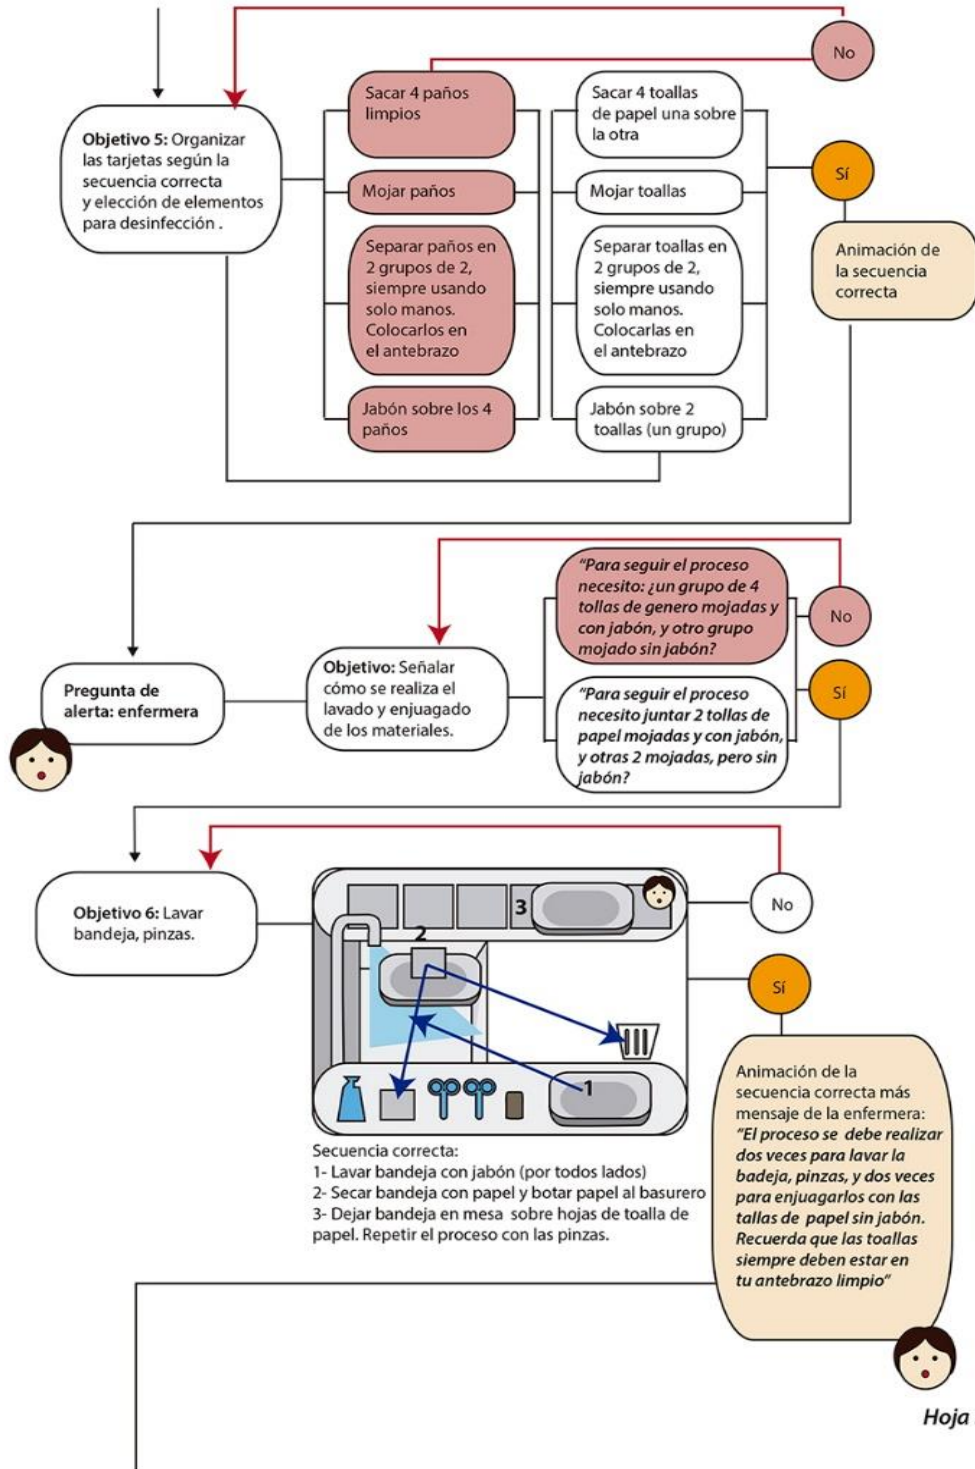 No
Sacar 4 paños
limpios
Sacar 4 toallas
de papel una sobre
la otra
Objetivo 5: Organizar
las tarjetas según la
secuencia correcta
y elección de elementos
para desinfección .
Sí
Mojar paños
Mojar toallas
Separar paños en
2 grupos de 2,
siempre usando
solo manos.
Colocarlos en
el antebrazo
Separar toallas en
2 grupos de 2,
siempre usando
solo manos.
Colocarlas en
el antebrazo
Animación de
la secuencia
correcta
Jabón sobre los 4
paños
Jabón sobre 2
toallas (un grupo)
"Para seguir el proceso
necesito: ¿un grupo de 4
tollas de genero mojadas y
con jabón, y otro grupo
mojado sin jabón?
No
Pregunta de
alerta: enfermera
Objetivo: Señalar
cómo se realiza el
lavado y enjuagado
de los materiales.
Sí
"Para seguir el proceso
necesito juntar 2 tollas de
papel mojadas y con jabón,
y otras 2 mojadas, pero sin
jabón?
Objetivo 6: Lavar
bandeja, pinzas.
3
2
1
No
Sí
Secuencia correcta:
1- Lavar bandeja con jabón (por todos lados)
2- Secar bandeja con papel y botar papel al basurero
3- Dejar bandeja en mesa sobre hojas de toalla de
papel. Repetir el proceso con las pinzas.
Animación de la
secuencia correcta más
mensaje de la enfermera:
"El proceso se debe realizar
dos veces para lavar la
badeja, pinzas, y dos veces
para enjuagarlos con las
tallas de papel sin jabón.
Recuerda que las toallas
siempre deben estar en
tu antebrazo limpio"
Hoja